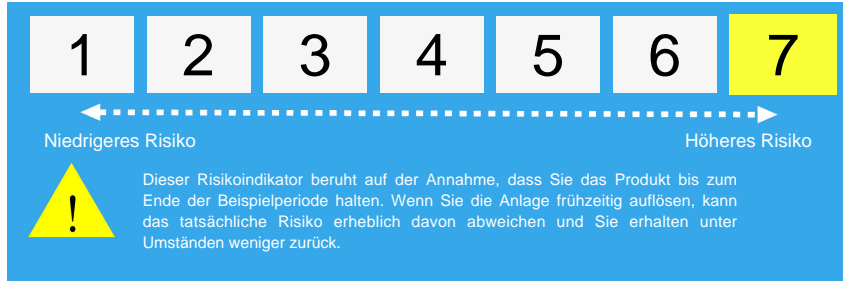 1 2 3 4 5 6 7
Niedrigeres Risiko Höheres Risiko
!
Dieser Risikoindikator beruht auf der Annahme, dass Sie das Produkt bis zum
Ende der Beispielperiode halten. Wenn Sie die Anlage frühzeitig auflösen, kann
das tatsächliche Risiko erheblich davon abweichen und Sie erhalten unter
Umständen weniger zurück.